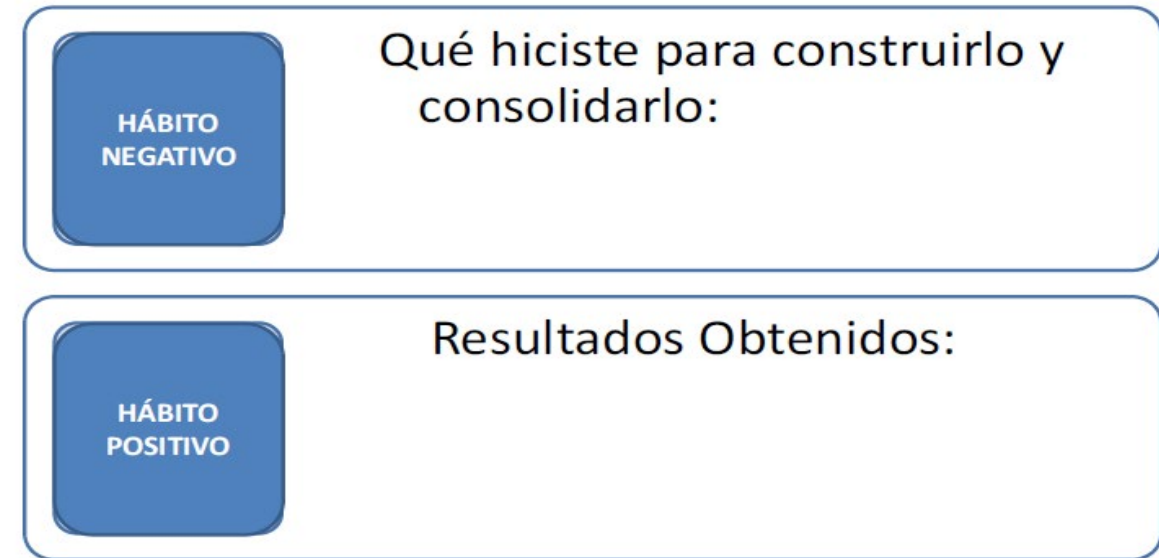 HÁBITO
NEGATIVO
Qué hiciste para construirlo y
consolidarlo:
HÁBITO
POSITIVO
Resultados Obtenidos: